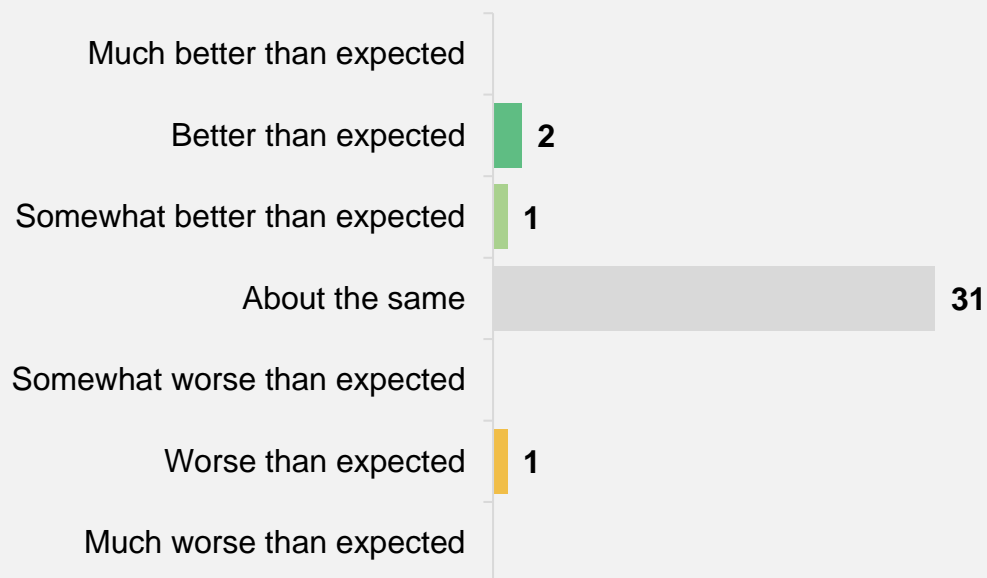 Much better than expected
Better than expected 2
Somewhat better than expected 1
About the same 31
Somewhat worse than expected
Worse than expected 1
Much worse than expected